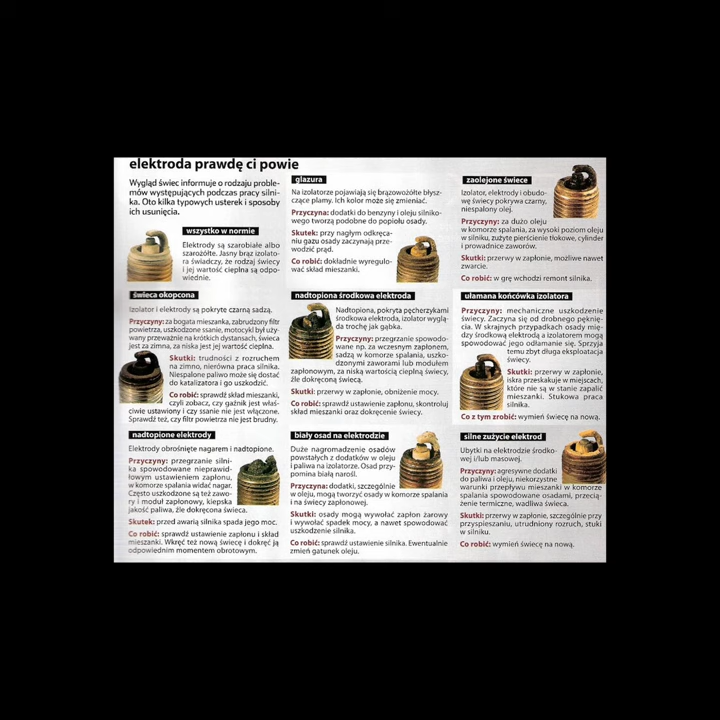 elektroda prawdę ci powie
Wygląd świec informuje o rodzaju proble-
mów występujących podczas pracy silni-
ka. Oto kilka typowych usterek i sposoby
ich usunięcia.
wszystko w normie
Elektrody są szarobiałe albo
szarożółte. Jasny brąz izolato-
ra świadczy, że rodzaj świecy
i jej wartość cieplna są odpo-
wiednie.
świeca okopcona
Izolator i elektrody są pokryte czarną sadzą.
Przyczyny: za bogata mieszanka, zabrudzony filtr
powietrza, uszkodzone ssanie, motocykl był uży-
wany przeważnie na krótkich dystansach, świeca
jest za zimna, za niska jest jej wartość cieplna.
Skutki: trudności z rozruchem
na zimno, nierówna praca silnika.
Niespalone paliwo może się dostać
do katalizatora i go uszkodzić.
Co robić: sprawdź skład mieszanki,
czyli zobacz, czy gaźnik jest właś-
ciwie ustawiony i czy ssanie nie jest włączone.
Sprawdź też, czy filtr powietrza nie jest brudny.
nadtopione elektrody
Elektrody obrośnięte nagarem i nadtopione.
Przyczyny: przegrzanie silni-
ka spowodowane nieprawid-
łowym ustawieniem zapłonu,
w komorze spalania widać nagar.
Często uszkodzone są też zawo-
ry i moduł zapłonowy, kiepska
jakość paliwa, źle dokręcona świeca.
Skutek: przed awarią silnika spada jego moc.
Co robić: sprawdź ustawienie zapłonu i skład
mieszanki. Wkręć też nową świecę i dokręć ją
odpowiednim momentem obrotowym.
glazura
Na izolatorze pojawiają się brązowożółte błysz-
czące plamy. Ich kolor może się zmieniać.
Przyczyna: dodatki do benzyny i oleju silniko-
wego tworzą podobne do popiołu osady.
Skutek: przy nagłym odkręca-
niu gazu osady zaczynają prze-
wodzić prąd.
Co robić: dokładnie wyregulo-
wać skład mieszanki.
nadtopiona środkowa elektroda
Nadtopiona, pokryta pęcherzykami
środkowa elektroda, izolator wyglą-
da trochę jak gąbka.
Przyczyna: przegrzanie spowodo-
wane np. za wczesnym zapłonem,
sadzą w komorze spalania, uszko-
dzonymi zaworami lub modułem
zapłonowym, za niską wartością cieplną świecy,
źle dokręconą świecą.
Skutki: przerwy w zapłonie, obniżenie mocy.
Co robić: sprawdź ustawienie zapłonu, skontroluj
skład mieszanki oraz dokręcenie świecy.
biały osad na elektrodzie
Duże nagromadzenie osadów
powstałych z dodatków w oleju
i paliwa na izolatorze. Osad przy-
pomina białą narośl.
Przyczyna: dodatki, szczególnie
w oleju, mogą tworzyć osady w komorze spalania
i na świecy zapłonowej.
Skutki: osady mogą wywołać zapłon żarowy
i wywołać spadek mocy, a nawet spowodować
uszkodzenie silnika.
Co robić: sprawdź ustawienie silnika. Ewentualnie
zmień gatunek oleju.
zaolejone świece
Izolator, elektrody i obudo-
wę świecy pokrywa czarny,
niespalony olej.
Przyczyny: za dużo oleju
w komorze spalania, za wysoki poziom oleju
w silniku, zużyte pierścienie tłokowe, cylinder
i prowadnice zaworów.
Skutki: przerwy w zapłonie, możliwe nawet
zwarcie.
Co robić: w grę wchodzi remont silnika.
ułamana końcówka izolatora
Przyczyny: mechaniczne uszkodzenie
świecy. Zaczyna się od drobnego pęknię-
cia. W skrajnych przypadkach osady mię-
dzy środkową elektrodą a izolatorem mogą
spowodować jego odłamanie się. Sprzyja
temu zbyt długa eksploatacja
świecy.
Skutki: przerwy w zapłonie,
iskra przeskakuje w miejscach,
które nie są w stanie zapalić
mieszanki. Stukowa praca
silnika.
Co z tym zrobić: wymień świecę na nową.
silne zużycie elektrod
Ubytki na elektrodzie środko-
wej i/lub masowej.
Przyczyny: agresywne dodatki
do paliwa i oleju, niekorzystne
warunki przepływu mieszanki w komorze
spalania spowodowane osadami, przecią-
żenie termiczne, wadliwa świeca.
Skutki: przerwy w zapłonie, szczególnie przy
przyspieszaniu, utrudniony rozruch, stuki
w silniku.
Co robić: wymień świecę na nową.